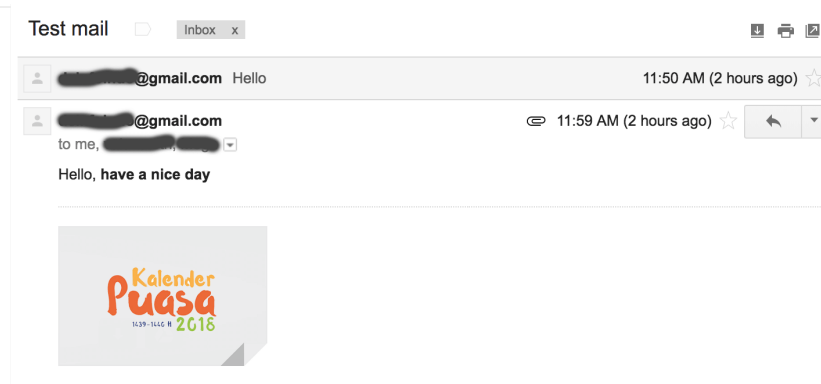 Test mail
Inbox x
@gmail.com Hello 11:50 AM (2 hours ago)
@gmail.com 11:59 AM (2 hours ago)
to me,
Hello, have a nice day
Kalender
Puasa
1439-1440 H 2018